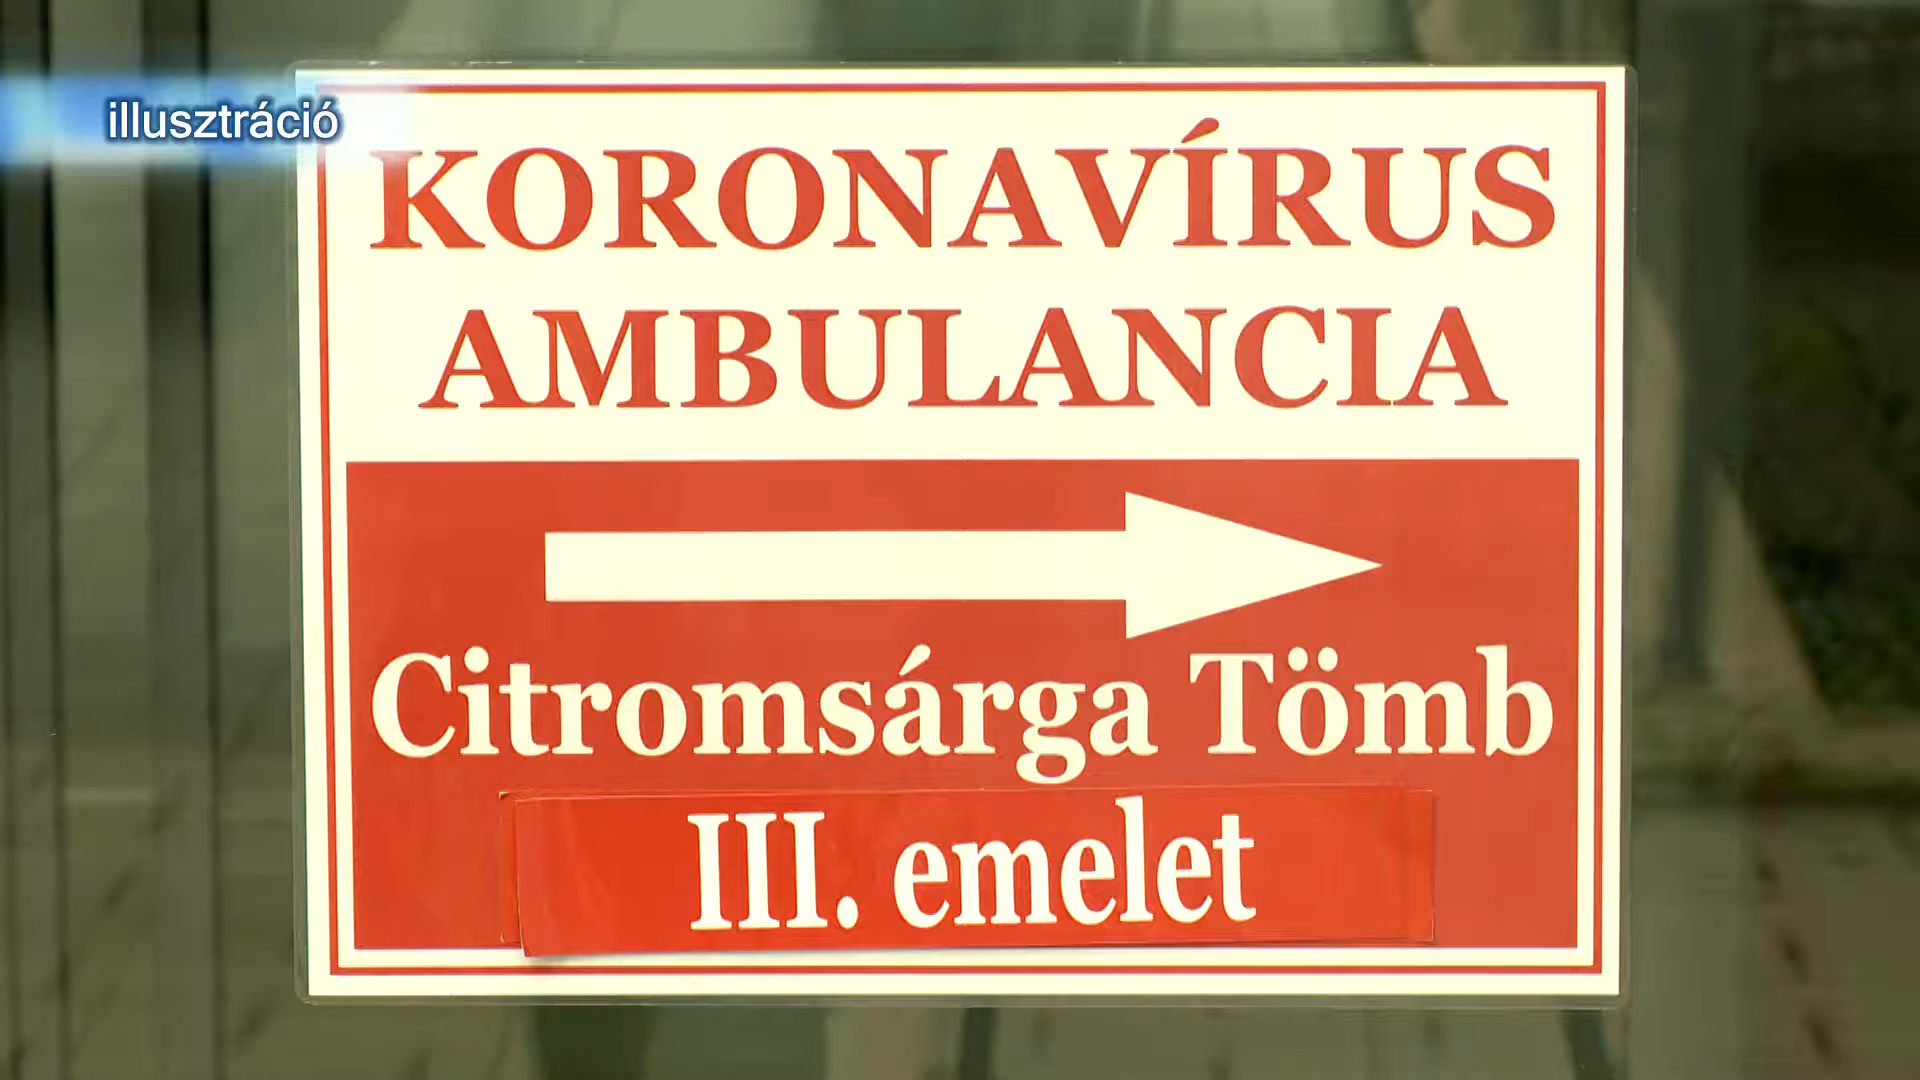 illusztráció
KORONAVÍRUS
AMBULANCIA
Citromsárga Tömb
III. emelet